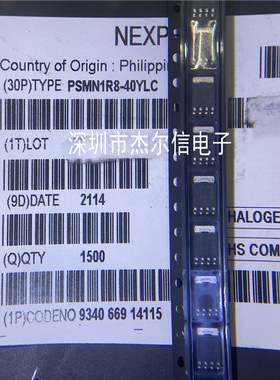 NEXP
Country of Origin : Philippin
(30P)TYPE PSMN1R8-40YLC
(1T)LOT
深圳市杰尔信电子
(9D)DATE 2114
HALOGE
(Q)QTY 1500
HS COM
(1P)CODENO 9340 669 14115